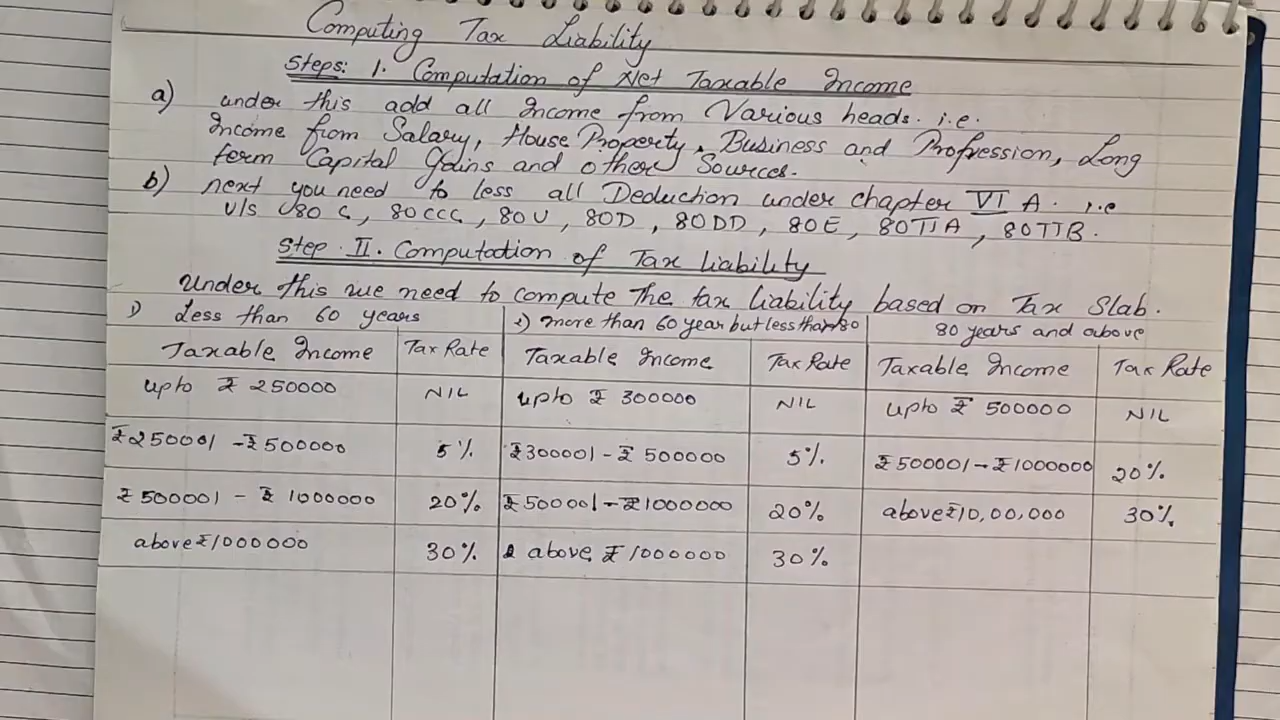 Computing Tax Liability
Steps: 1. Computation of Net Taxable Income
a) under this add all Income from Various heads. i.e.
Income from Salary, House Property, Business and Profession, Long
term Capital Gains and other Sources.
b) next you need to less all Deduction under chapter VI A. i.e
u/s 80 C, 80 CCC, 80 U, 80D, 80 DD, 80E, 80TTA, 80TTB.
Step II. Computation of Tax liability
Under this we need to compute the tax liability based on Tax Slab.
1) Less than 60 years 2) more than 60 year but less than 80 80 years and above
Taxable Income Tax Rate Taxable Income Tax Rate Taxable Income Tax Rate
upto ₹ 250000 NIL upto ₹ 300000 NIL upto ₹ 500000 NIL
₹250001 - ₹500000 5% ₹300001 - ₹ 500000 5% ₹500001 - ₹1000000 20%
₹500001 - ₹ 1000000 20% ₹500001 - ₹1000000 20% above ₹10,00,000 30%
above ₹1000000 30% above ₹1000000 30%